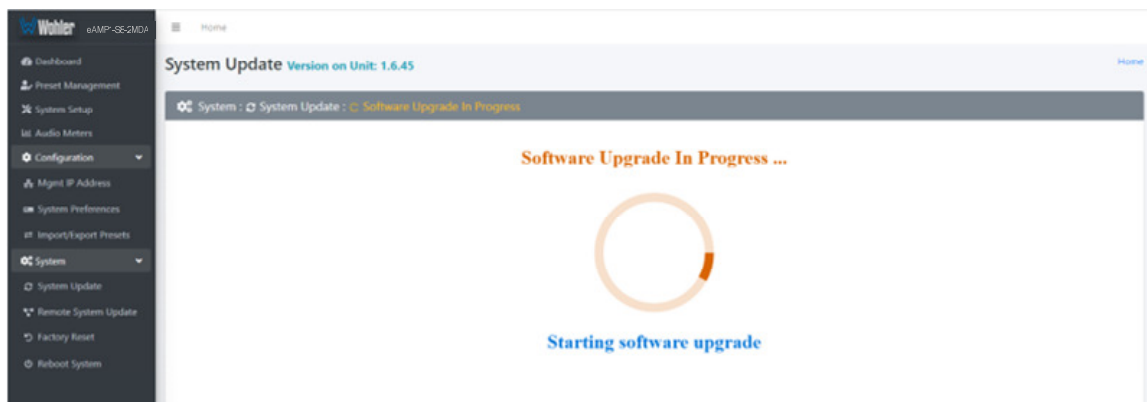 Wohler eAMP1-S6-2MDA
Home
System Update Version on Unit: 1.6.45
Home
System : System Update : Software Upgrade In Progress
Dashboard
Preset Management
System Setup
Audio Meters
Configuration
Mgmt IP Address
System Preferences
Import/Export Presets
System
System Update
Remote System Update
Factory Reset
Reboot System
Software Upgrade In Progress ...
Starting software upgrade